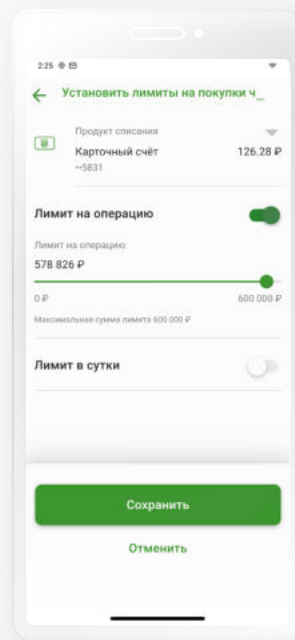 2:25
Установить лимиты на покупки ч_
Продукт списания
Карточный счёт 126.28 ₽
··5831
Лимит на операцию
Лимит на операцию
578 826 ₽
0 ₽ 600 000 ₽
Максимальная сумма лимита 600 000 ₽
Лимит в сутки
Сохранить
Отменить